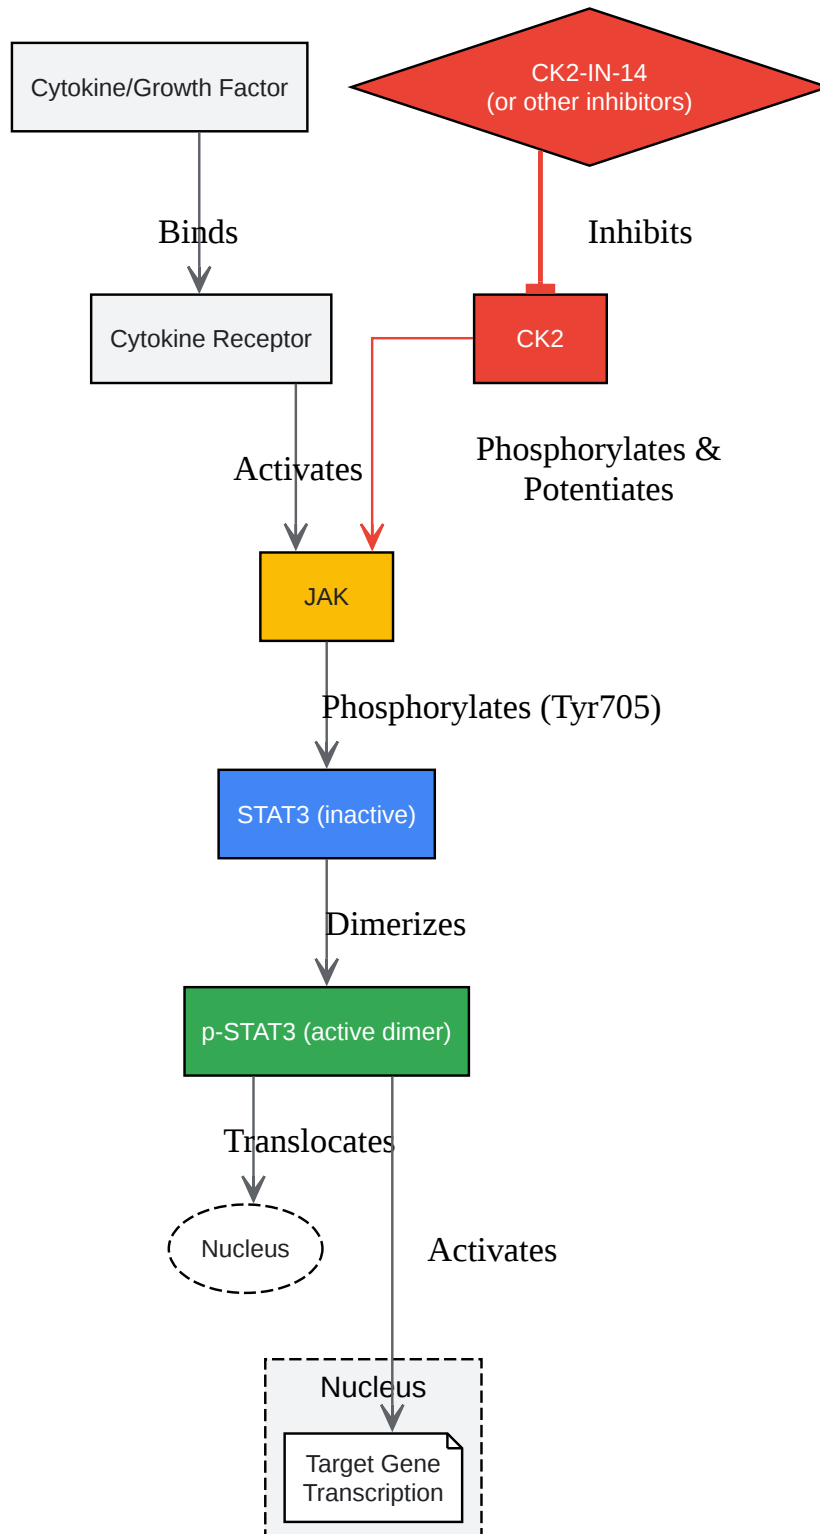 Cytokine/Growth Factor
CK2-IN-14
(or other inhibitors)
Binds
Inhibits
Cytokine Receptor
CK2
Activates
Phosphorylates &
Potentiates
JAK
Phosphorylates (Tyr705)
STAT3 (inactive)
Dimerizes
p-STAT3 (active dimer)
Translocates
Nucleus
Activates
Nucleus
Target Gene
Transcription